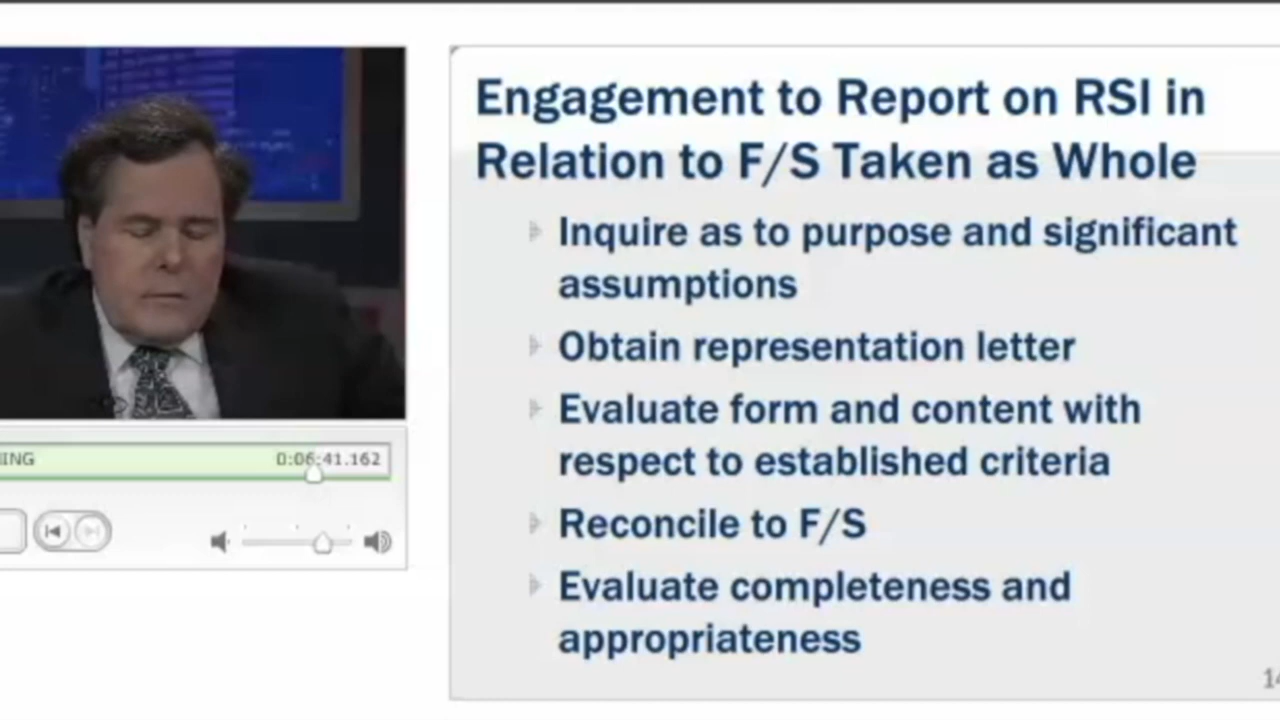 Engagement to Report on RSI in
Relation to F/S Taken as Whole
Inquire as to purpose and significant
assumptions
Obtain representation letter
Evaluate form and content with
respect to established criteria
Reconcile to F/S
Evaluate completeness and
appropriateness
14
ING 0:06:41.162